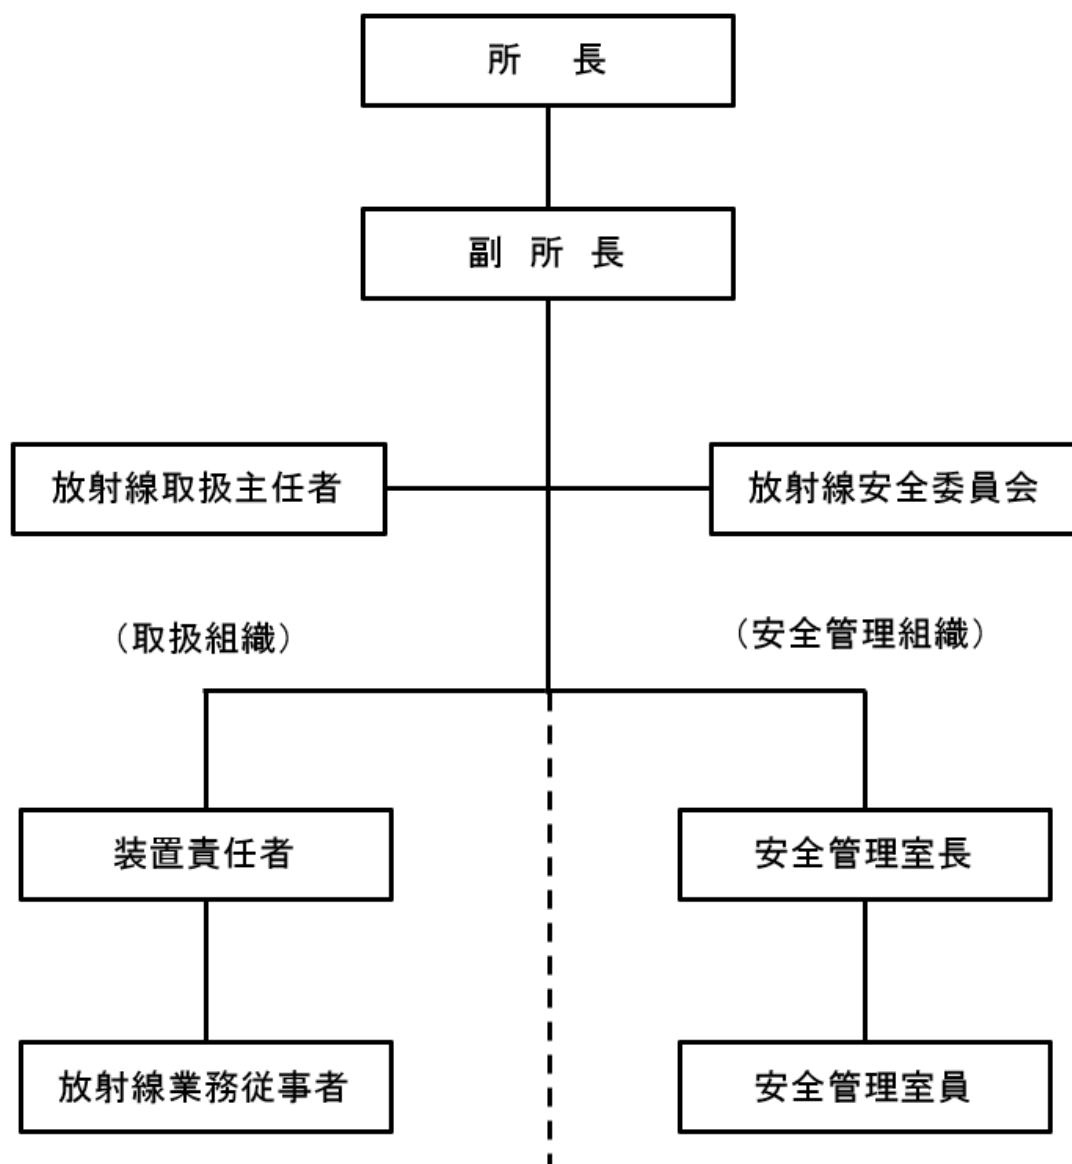 所 長
副 所 長
放射線取扱主任者
放射線安全委員会
（取扱組織）
（安全管理組織）
装置責任者
安全管理室長
放射線業務従事者
安全管理室員